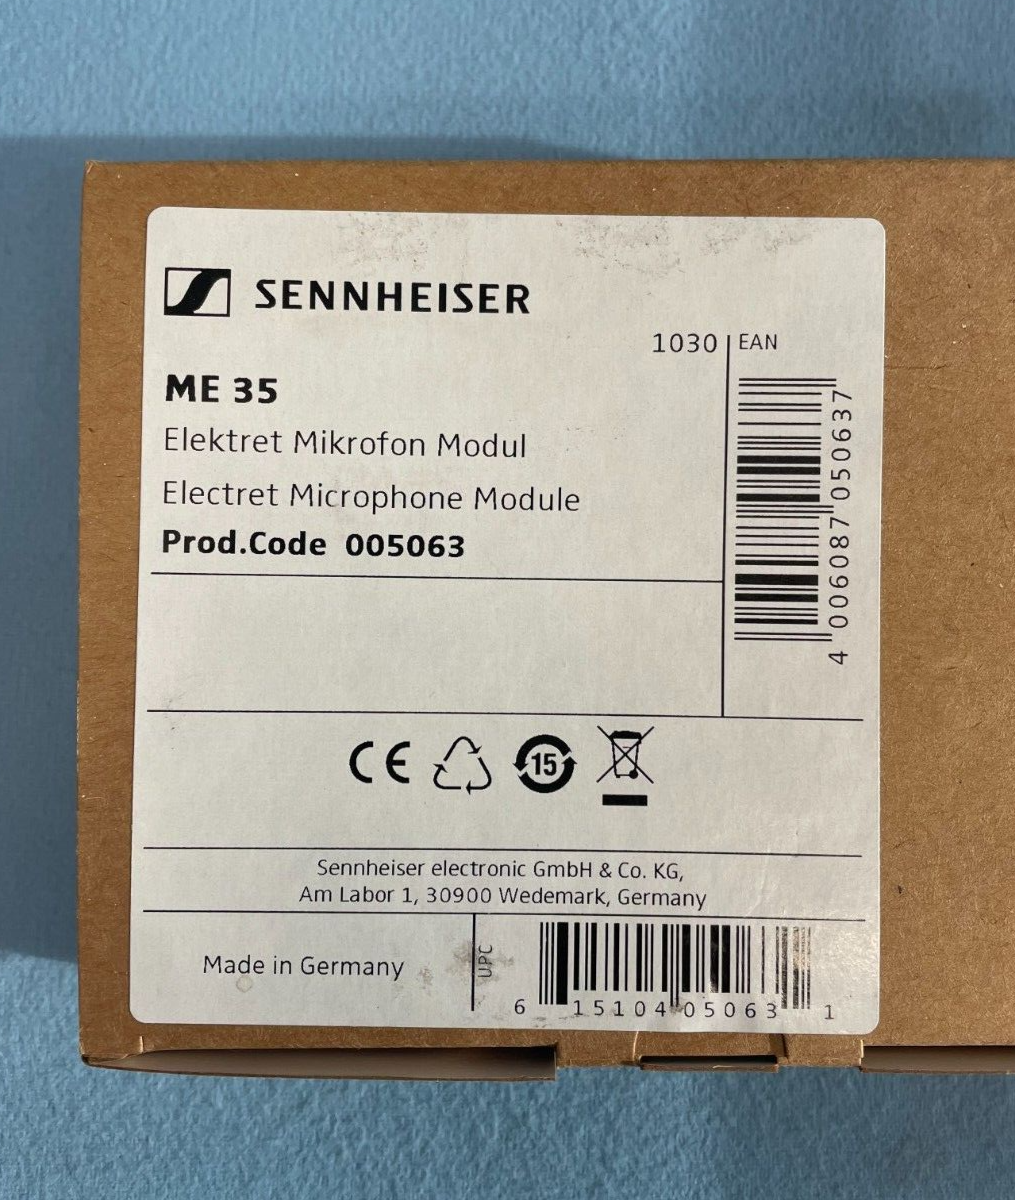 SENNHEISER
1030 EAN
ME 35
Elektret Mikrofon Modul
Electret Microphone Module
Prod.Code 005063
4 006087 050637
CE
15
Sennheiser electronic GmbH & Co. KG,
Am Labor 1, 30900 Wedemark, Germany
Made in Germany
UPC
6 15104 05063 1